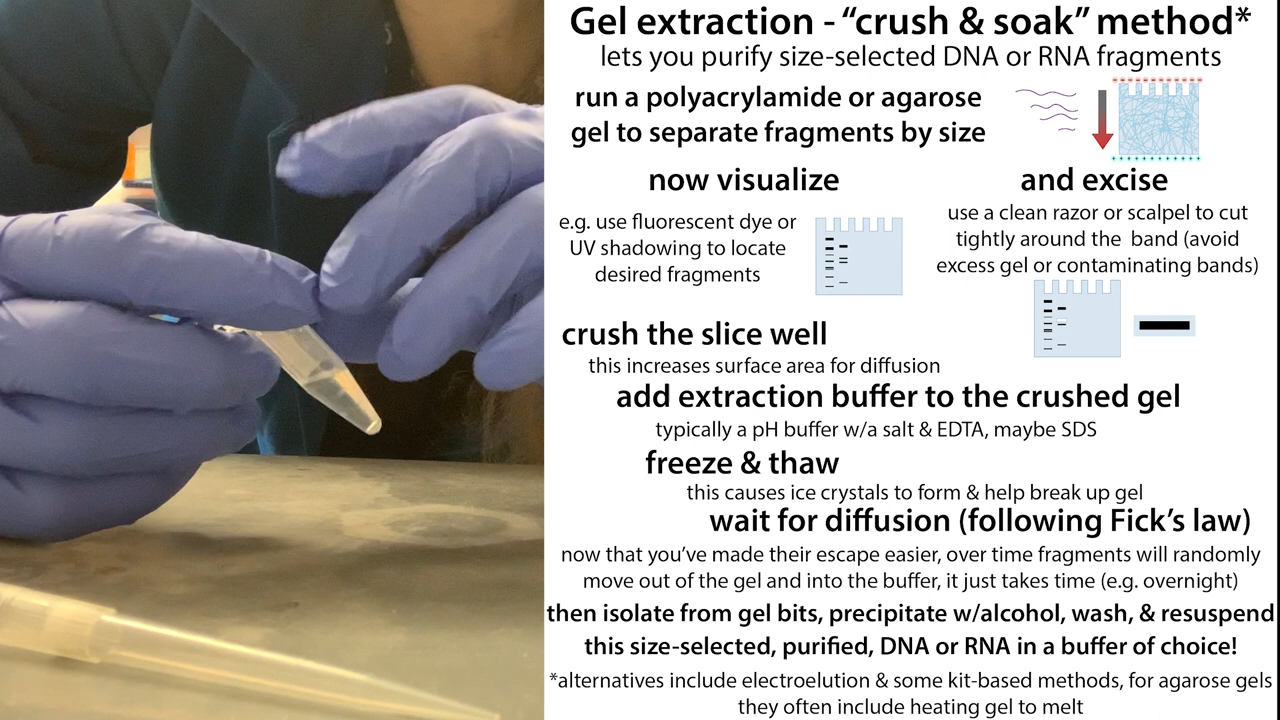 Gel extraction - “crush & soak” method*
lets you purify size-selected DNA or RNA fragments
run a polyacrylamide or agarose
gel to separate fragments by size
now visualize
e.g. use fluorescent dye or
UV shadowing to locate
desired fragments
and excise
use a clean razor or scalpel to cut
tightly around the band (avoid
excess gel or contaminating bands)
crush the slice well
this increases surface area for diffusion
add extraction buffer to the crushed gel
typically a pH buffer w/a salt & EDTA, maybe SDS
freeze & thaw
this causes ice crystals to form & help break up gel
wait for diffusion (following Fick’s law)
now that you’ve made their escape easier, over time fragments will randomly
move out of the gel and into the buffer, it just takes time (e.g. overnight)
then isolate from gel bits, precipitate w/alcohol, wash, & resuspend
this size-selected, purified, DNA or RNA in a buffer of choice!
*alternatives include electroelution & some kit-based methods, for agarose gels
they often include heating gel to melt